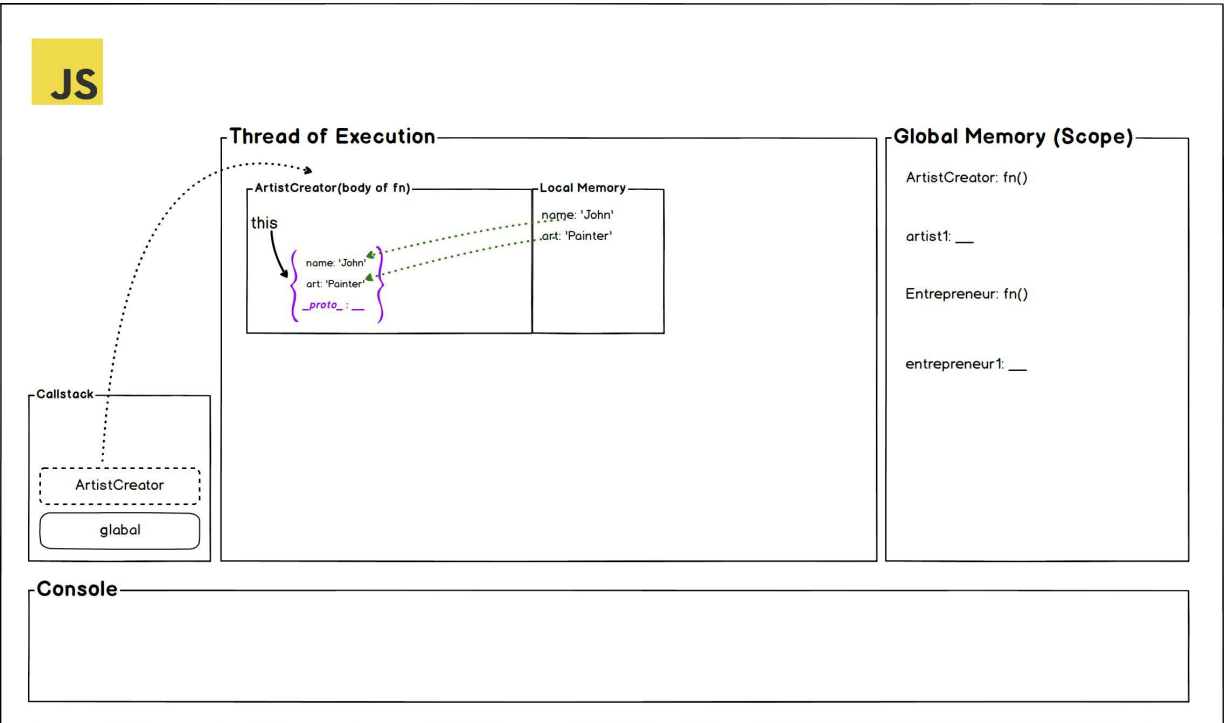 JS
Thread of Execution
Global Memory (Scope)
ArtistCreator(body of fn)
Local Memory
this
name: 'John'
art: 'Painter'
_proto_ : __
name: 'John'
art: 'Painter'
ArtistCreator: fn()
artist1: __
Entrepreneur: fn()
entrepreneur1: __
Callstack
ArtistCreator
glabal
Console